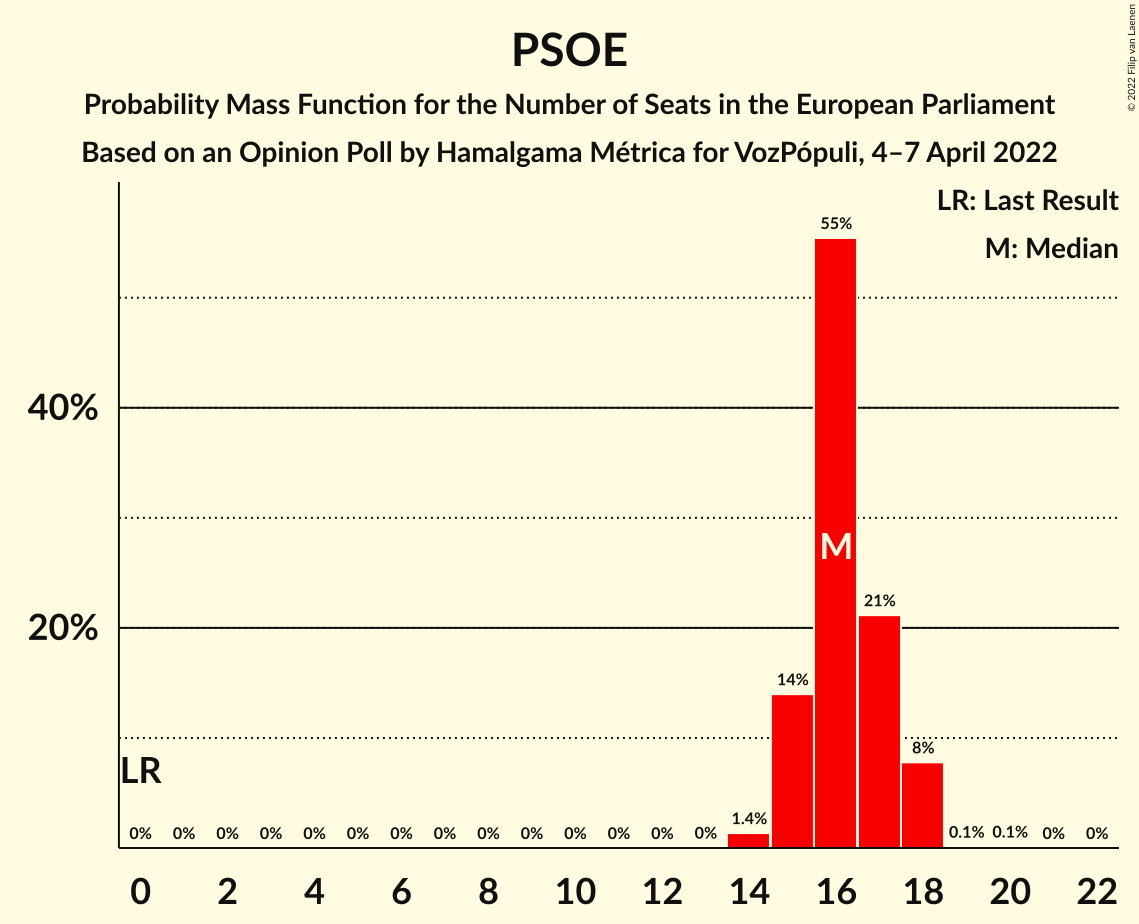 PSOE
Probability Mass Function for the Number of Seats in the European Parliament
Based on an Opinion Poll by Hamalgama Métrica for VozPópuli, 4–7 April 2022
© 2022 Filip van Laenen
LR: Last Result
M: Median
55%
40%
M
21%
20%
14%
8%
LR
1.4%
0% 0% 0% 0% 0% 0% 0% 0% 0% 0% 0% 0% 0% 0% 0.1% 0.1% 0% 0%
0 2 4 6 8 10 12 14 16 18 20 22